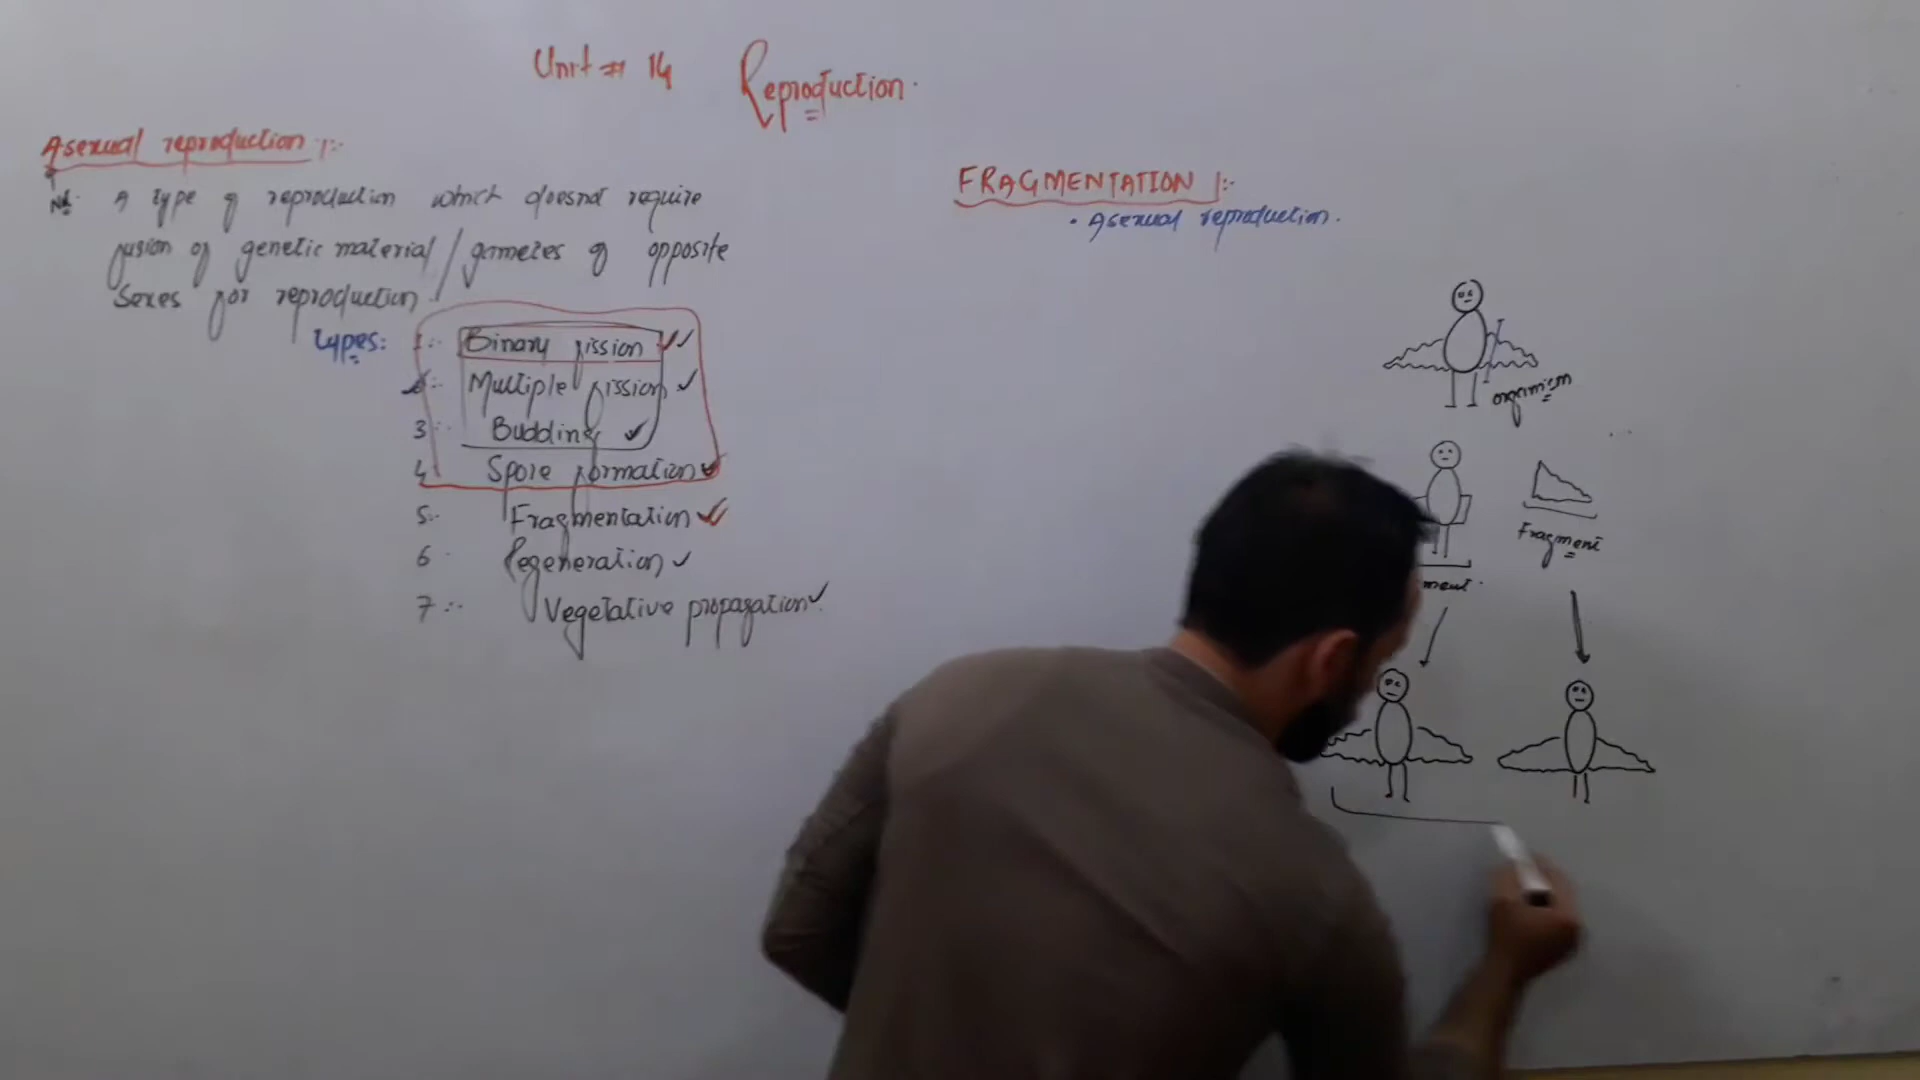 Unit # 14 Reproduction.
Asexual reproduction :-
A type of reproduction which doesnot require
fusion of genetic material / gametes of opposite
Sexes for reproduction.
types:
1:- Binary fission
Multiple fission
3:- Budding
4 Spore formation
5:- Fragmentation
6 Regeneration
7:- Vegetative propagation
FRAGMENTATION :-
• Asexual reproduction.
organism
Fragment
ment.